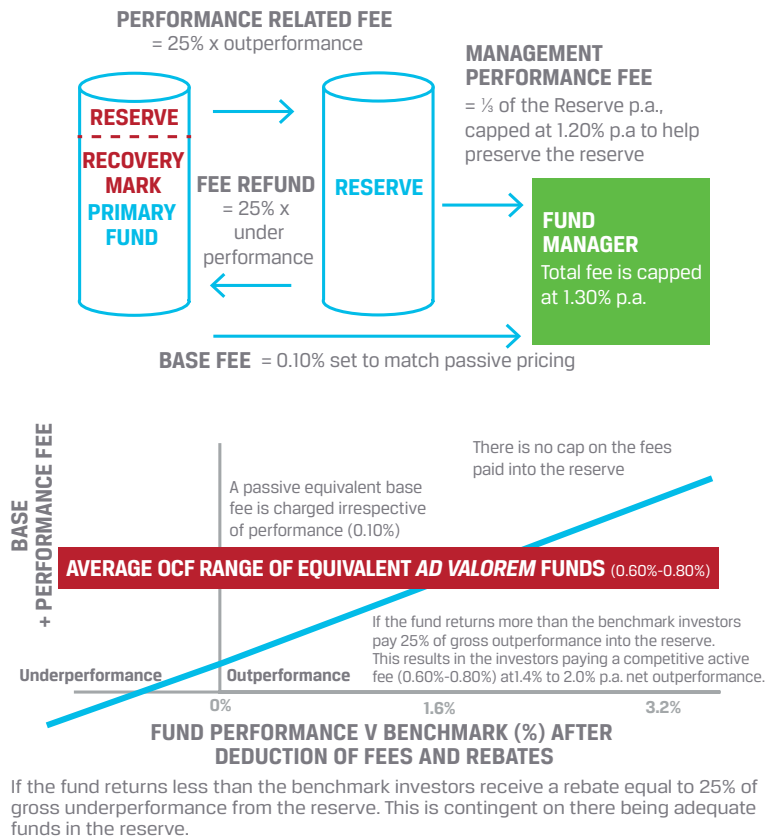 PERFORMANCE RELATED FEE
= 25% x outperformance
MANAGEMENT
PERFORMANCE FEE
= ⅓ of the Reserve p.a.,
capped at 1.20% p.a to help
preserve the reserve
RESERVE
RECOVERY
MARK
PRIMARY
FUND
FEE REFUND
= 25% x
under
performance
RESERVE
FUND
MANAGER
Total fee is capped
at 1.30% p.a.
BASE FEE = 0.10% set to match passive pricing
BASE
+ PERFORMANCE FEE
There is no cap on the fees
paid into the reserve
A passive equivalent base
fee is charged irrespective
of performance (0.10%)
AVERAGE OCF RANGE OF EQUIVALENT AD VALOREM FUNDS (0.60%-0.80%)
If the fund returns more than the benchmark investors
pay 25% of gross outperformance into the reserve.
This results in the investors paying a competitive active
fee (0.60%-0.80%) at1.4% to 2.0% p.a. net outperformance.
Underperformance
Outperformance
0%
1.6%
3.2%
FUND PERFORMANCE V BENCHMARK (%) AFTER
DEDUCTION OF FEES AND REBATES
If the fund returns less than the benchmark investors receive a rebate equal to 25% of
gross underperformance from the reserve. This is contingent on there being adequate
funds in the reserve.